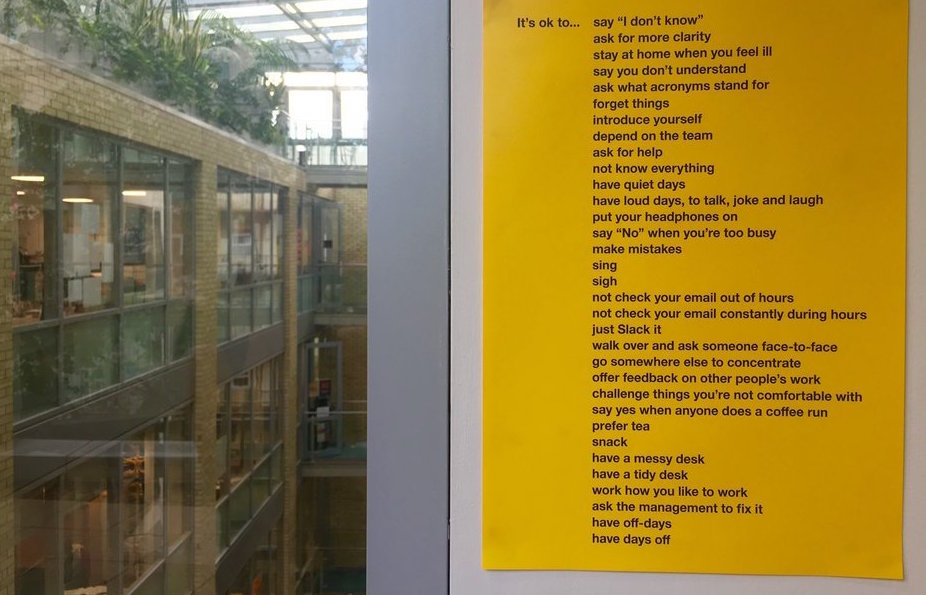 It's ok to... say “I don't know”
ask for more clarity
stay at home when you feel ill
say you don't understand
ask what acronyms stand for
forget things
introduce yourself
depend on the team
ask for help
not know everything
have quiet days
have loud days, to talk, joke and laugh
put your headphones on
say “No” when you're too busy
make mistakes
sing
sigh
not check your email out of hours
not check your email constantly during hours
just Slack it
walk over and ask someone face-to-face
go somewhere else to concentrate
offer feedback on other people's work
challenge things you're not comfortable with
say yes when anyone does a coffee run
prefer tea
snack
have a messy desk
have a tidy desk
work how you like to work
ask the management to fix it
have off-days
have days off